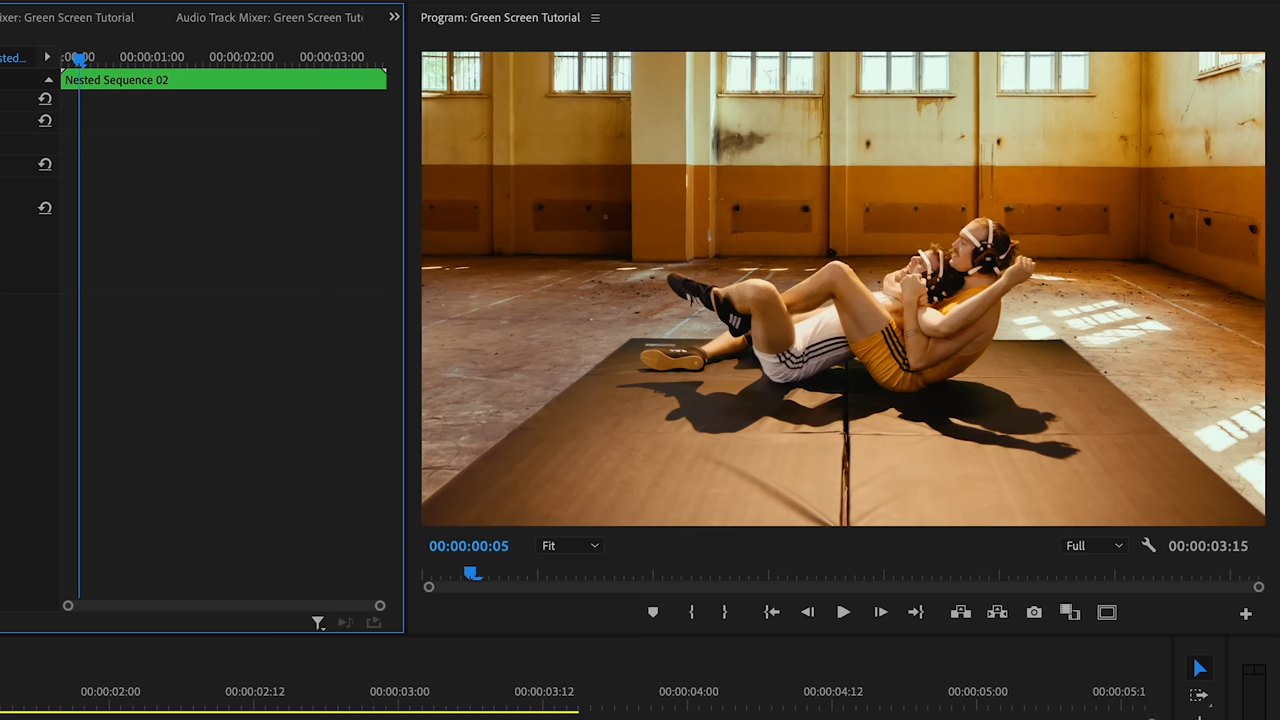 ixer: Green Screen Tutorial
Audio Track Mixer: Green Screen Tut
Program: Green Screen Tutorial
sted...
:00:00
00:00:01:00
00:00:02:00
00:00:03:00
Nested Sequence 02
00:00:00:05
Fit
Full
00:00:03:15
00:00:02:00
00:00:02:12
00:00:03:00
00:00:03:12
00:00:04:00
00:00:04:12
00:00:05:00
00:00:05:1